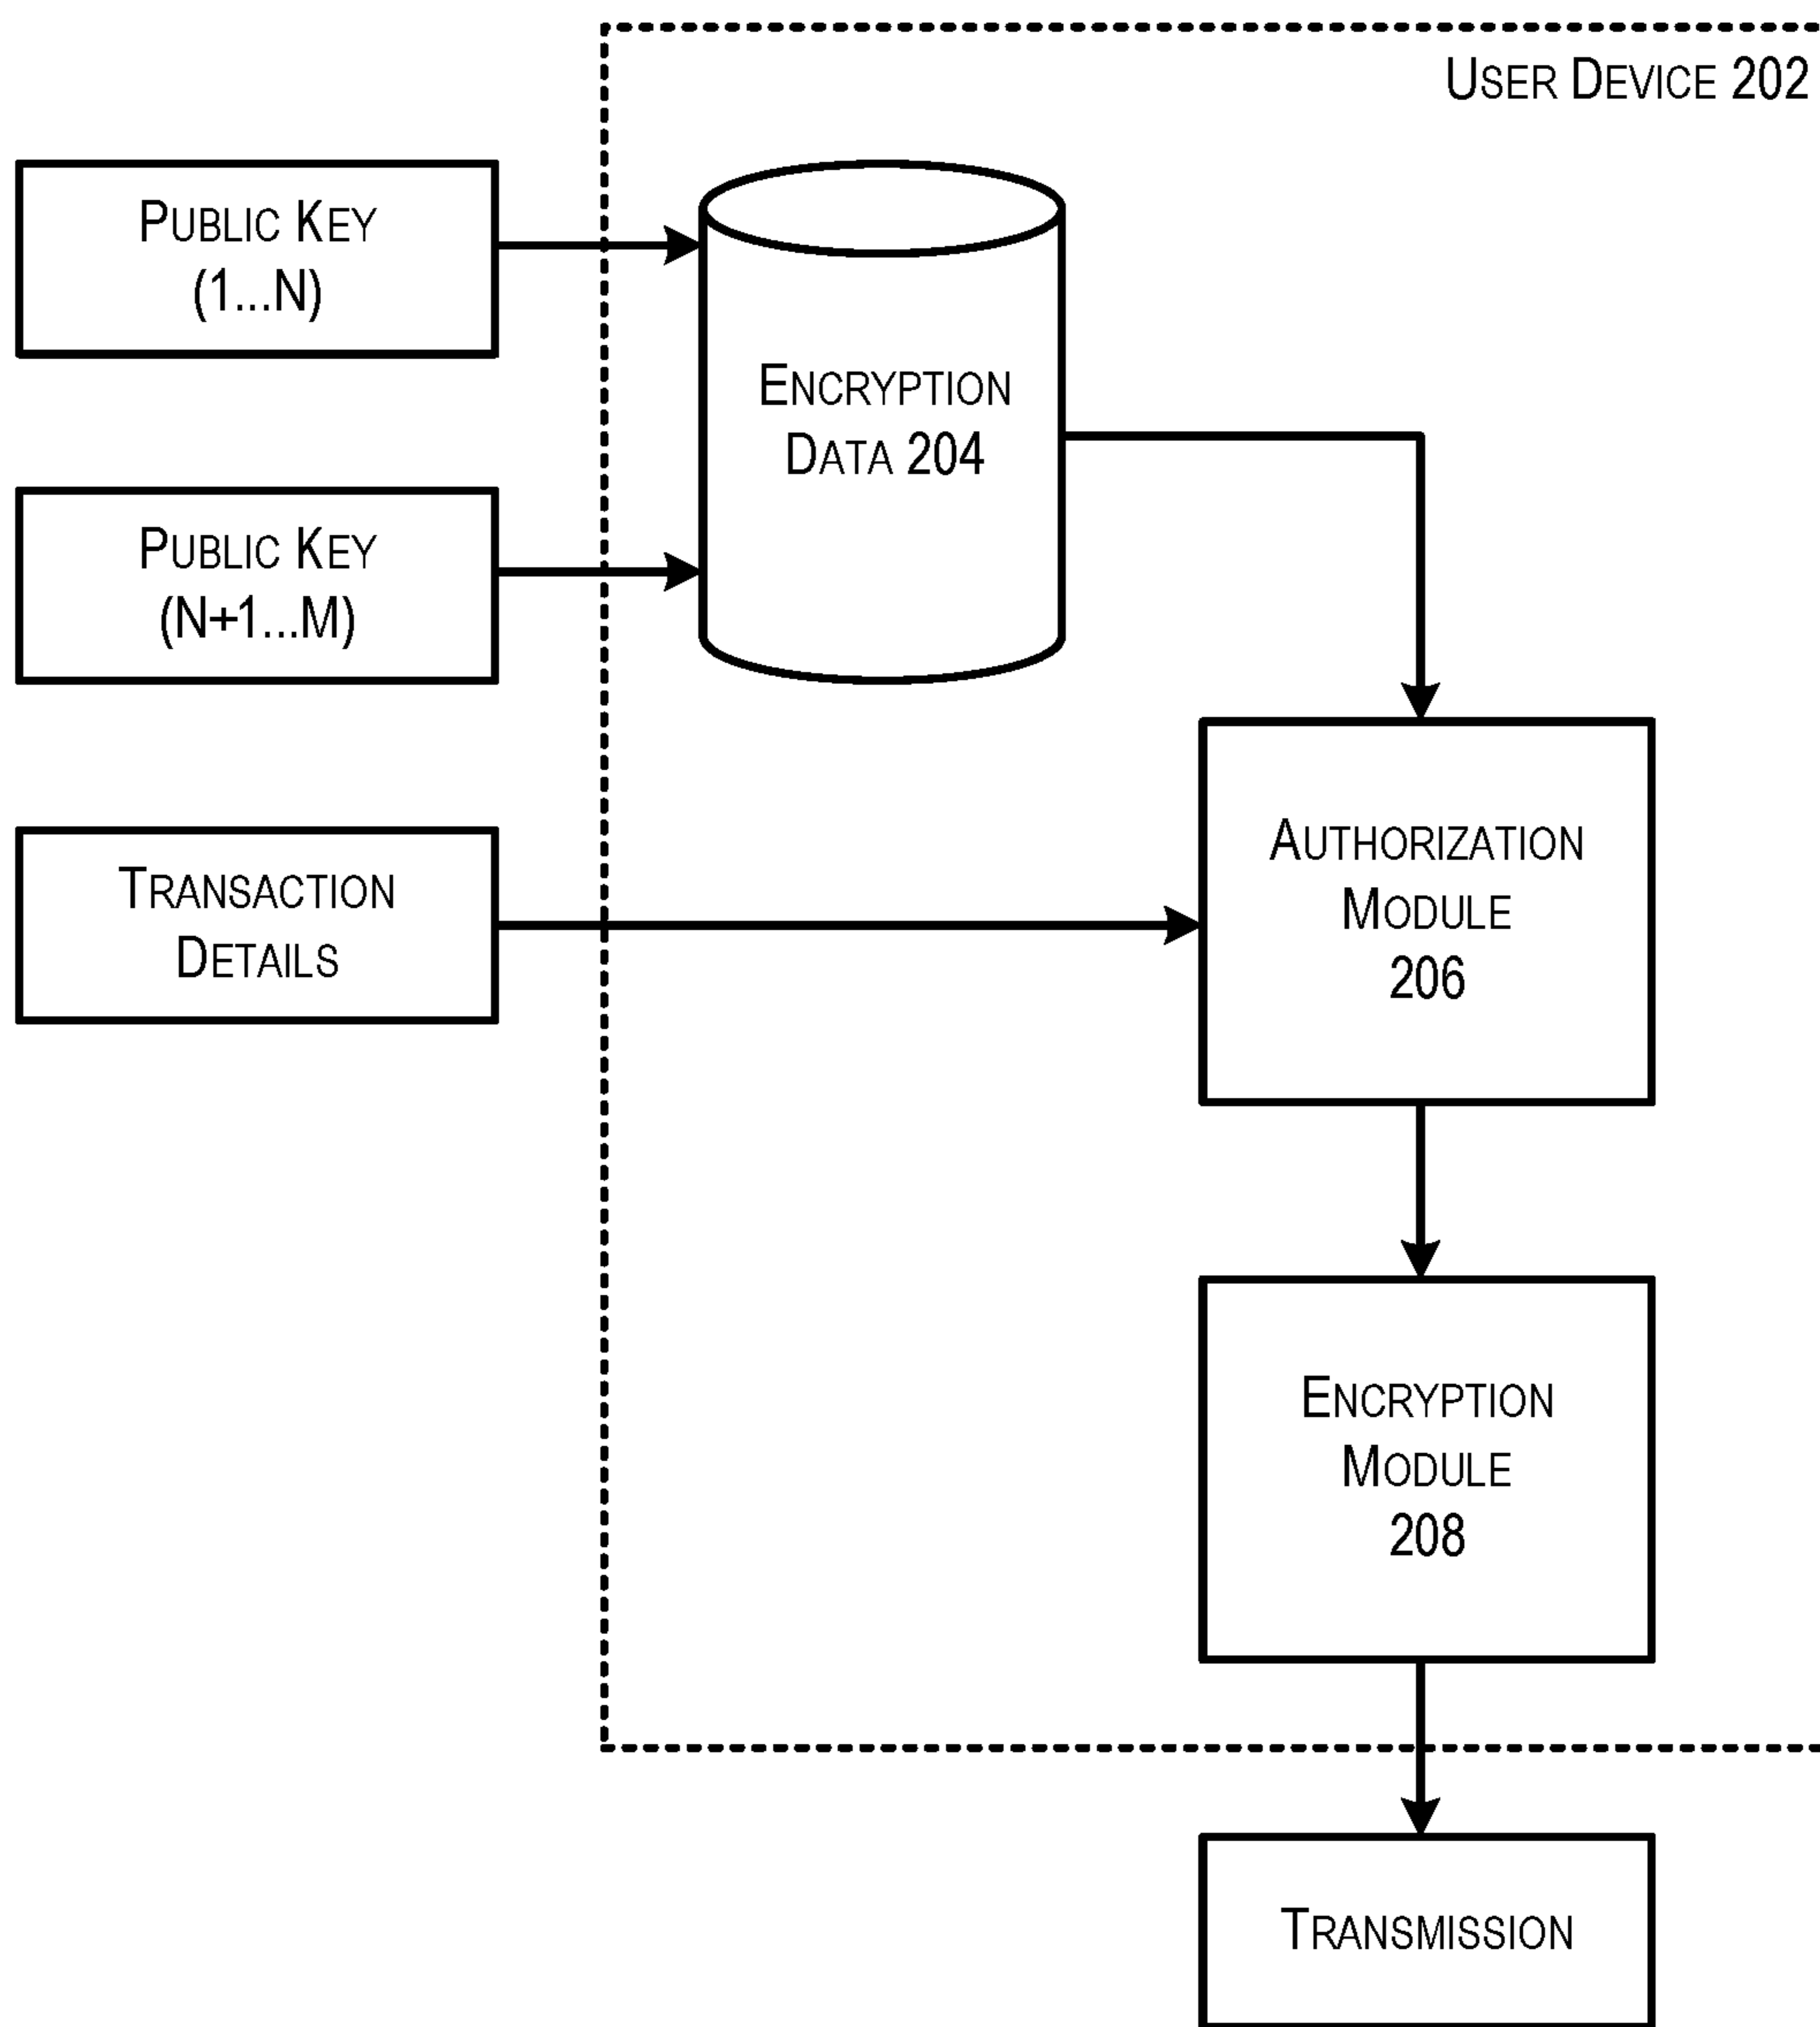 User Device 202
Public Key
(1...N)
Encryption
Data 204
Public Key
(N+1...M)
Transaction
Details
Authorization
Module
206
Encryption
Module
208
Transmission